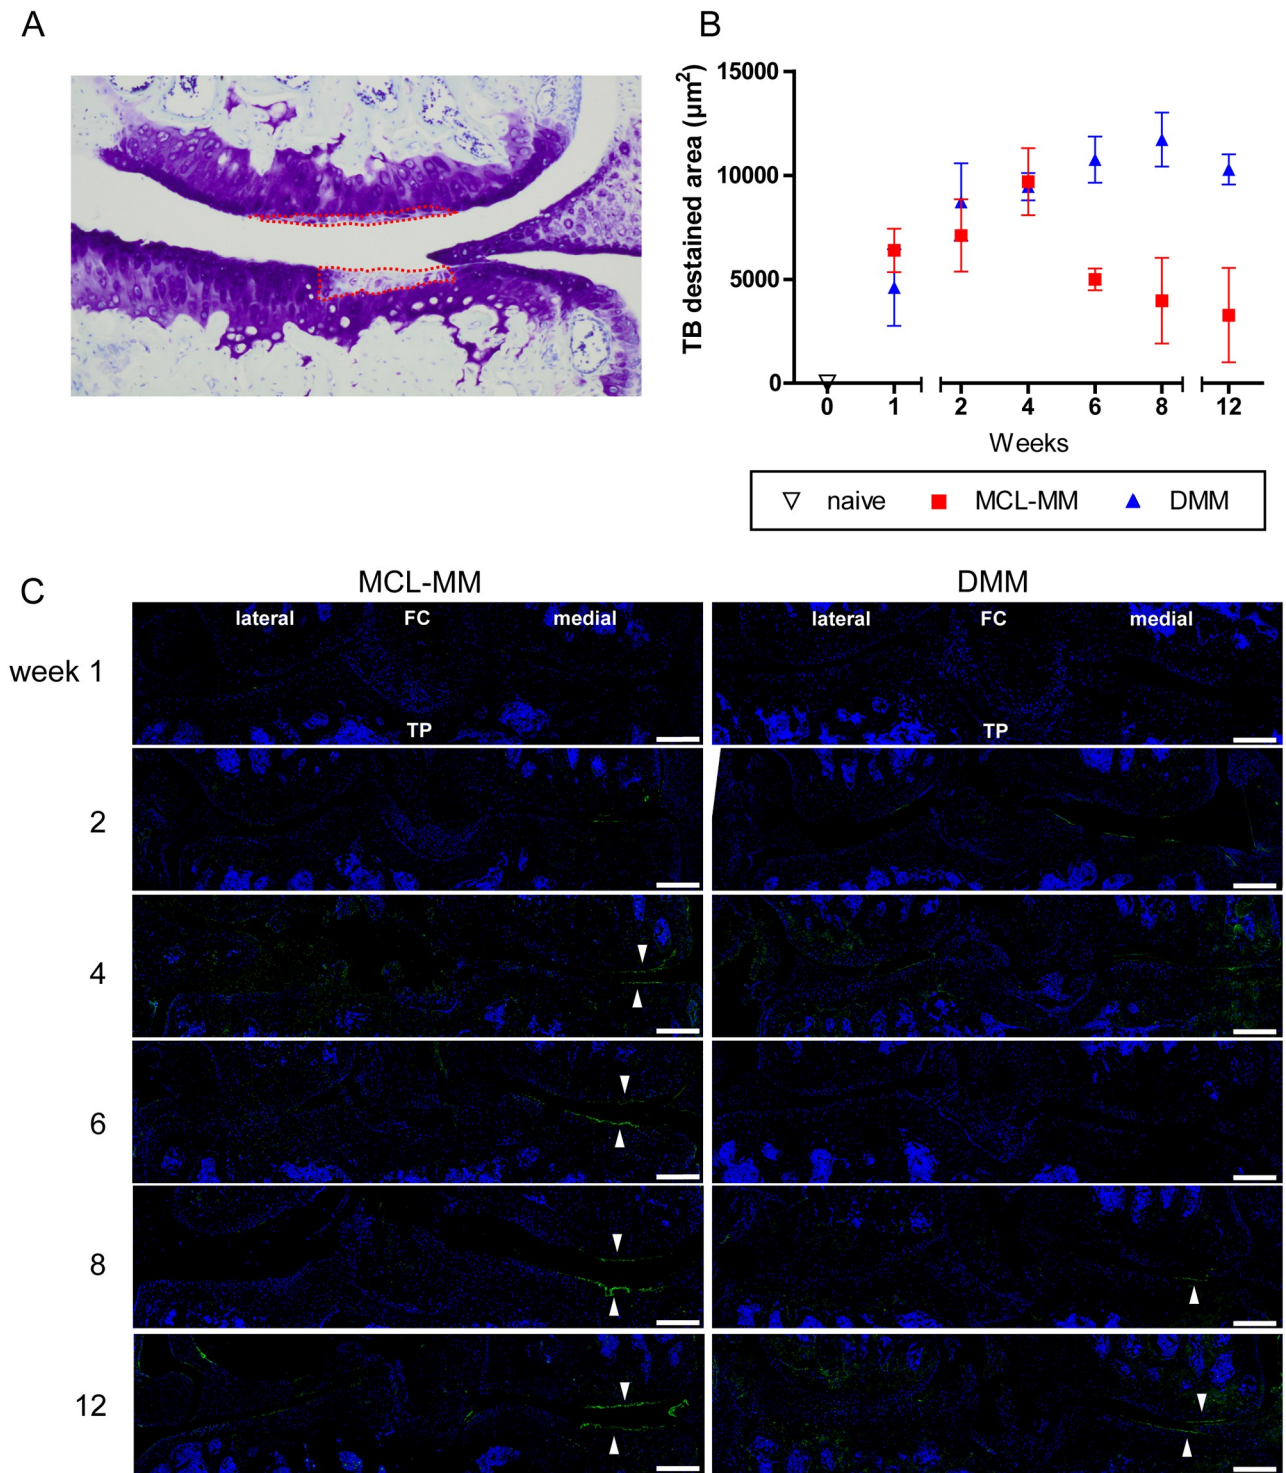 A
B
TB destained area (µm²)
15000
10000
5000
0
0 1 2 4 6 8 12
Weeks
naive MCL-MM DMM
C
MCL-MM DMM
week 1
lateral FC medial
TP
lateral FC medial
TP
2
4
6
8
12